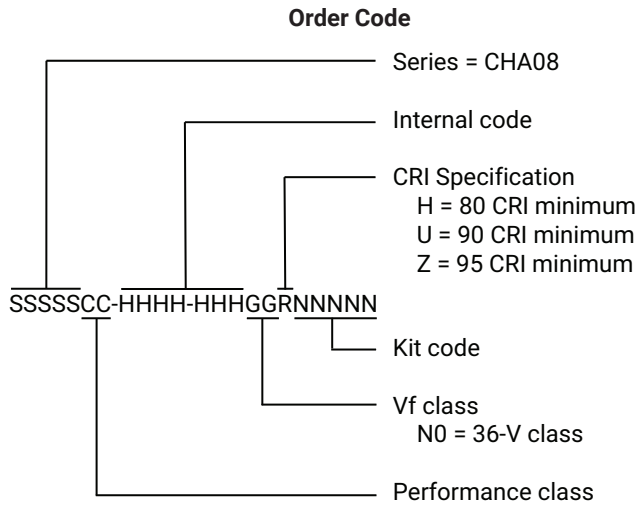 Order Code
Series = CHA08
Internal code
CRI Specification
H = 80 CRI minimum
U = 90 CRI minimum
Z = 95 CRI minimum
SSSSSCC-HHHH-HHHGGRNNNNN
Kit code
Vf class
N0 = 36-V class
Performance class